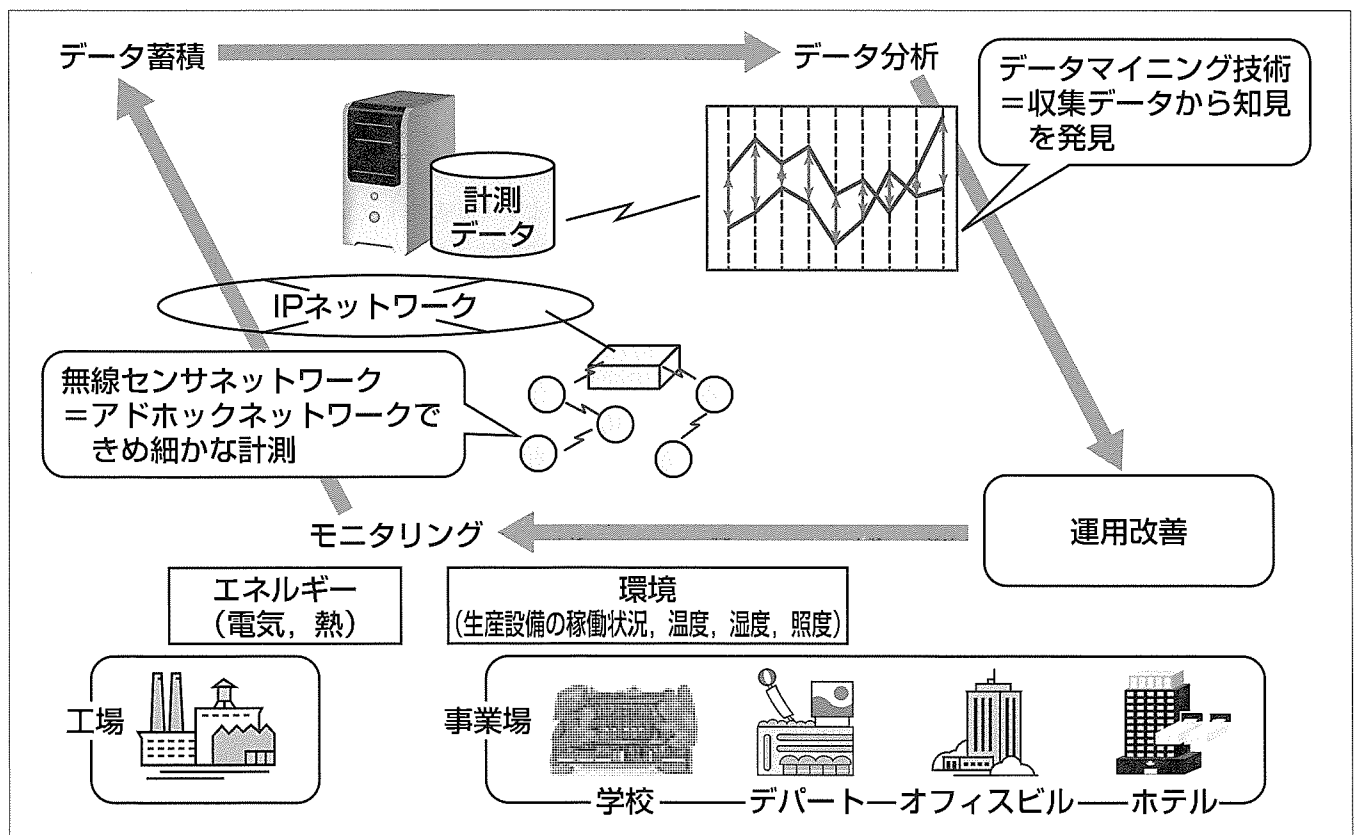 データ蓄積
データ分析
データマイニング技術
＝収集データから知見
を発見
計測
データ
IPネットワーク
無線センサネットワーク
＝アドホックネットワークで
きめ細かな計測
モニタリング
運用改善
エネルギー
（電気，熱）
環境
（生産設備の稼働状況，温度，湿度，照度）
工場
事業場
学校
デパート
オフィスビル
ホテル